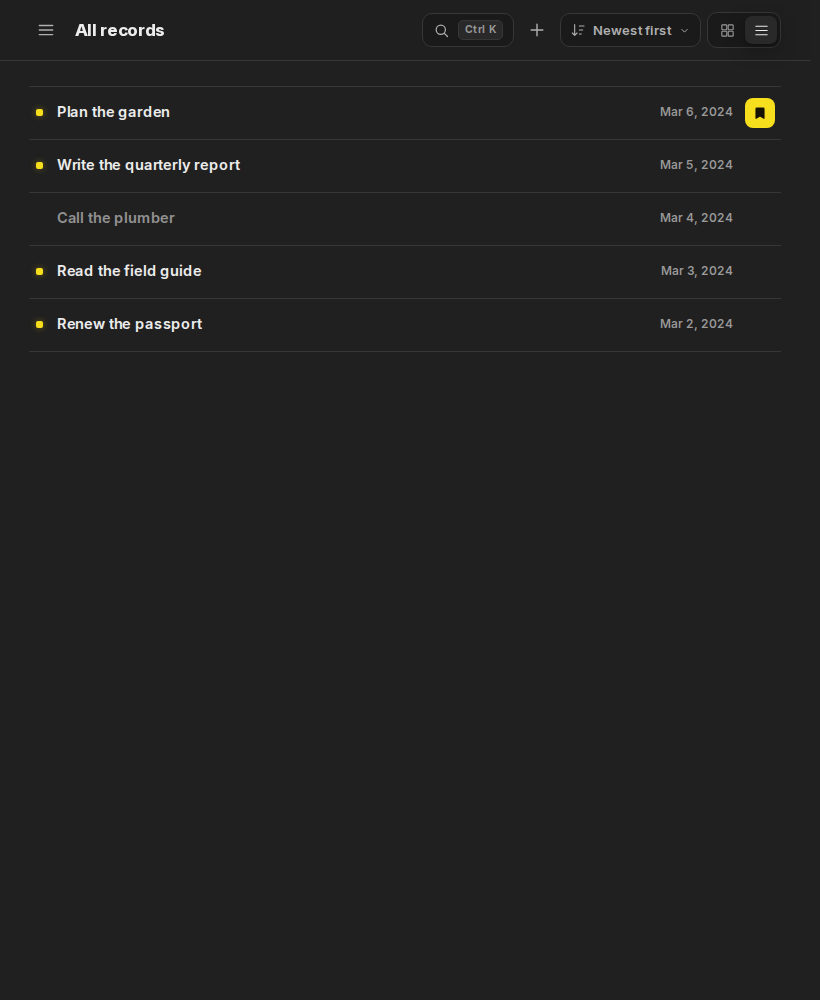 All records
Ctrl K
Newest first
Plan the garden Mar 6, 2024
Write the quarterly report Mar 5, 2024
Call the plumber Mar 4, 2024
Read the field guide Mar 3, 2024
Renew the passport Mar 2, 2024